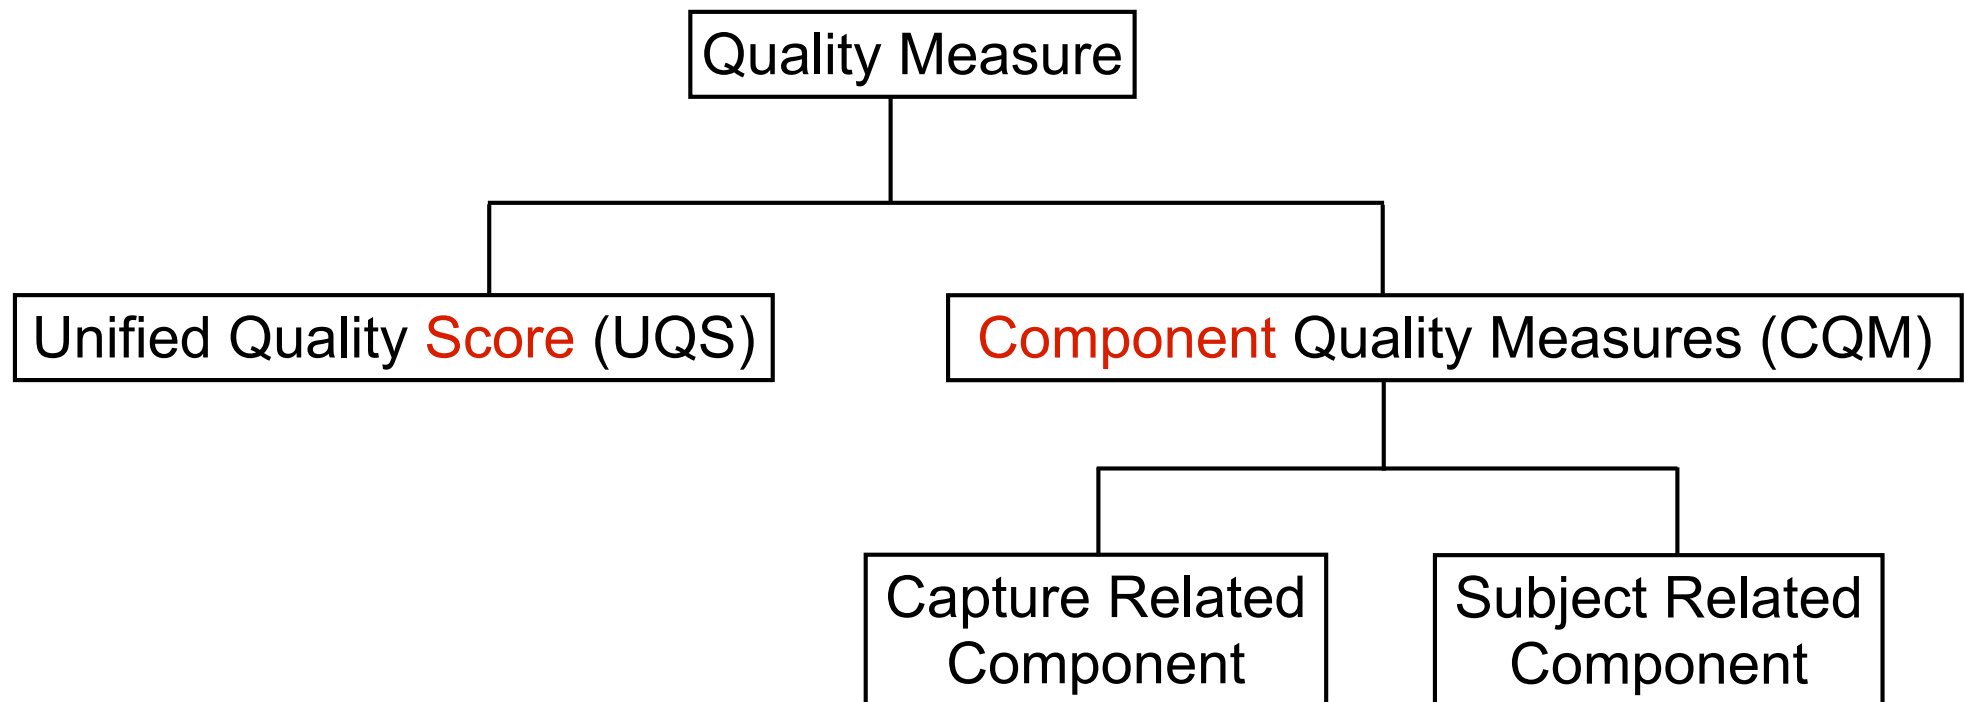 Quality Measure
Unified Quality Score (UQS)
Component Quality Measures (CQM)
Capture Related
Component
Subject Related
Component